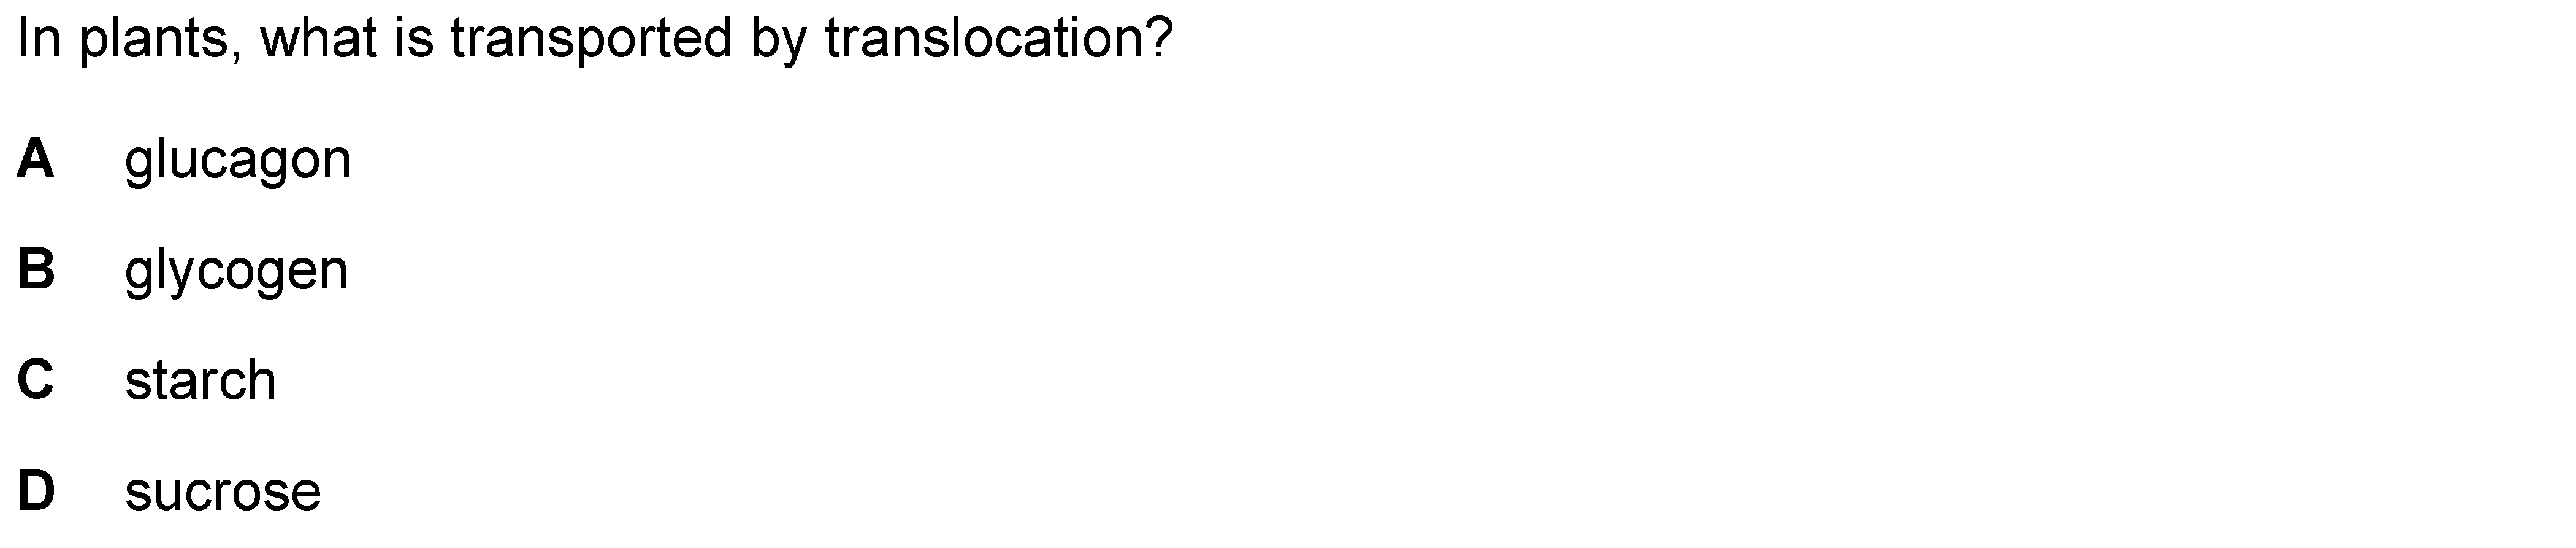 In plants, what is transported by translocation?
A glucagon
B glycogen
C starch
D sucrose